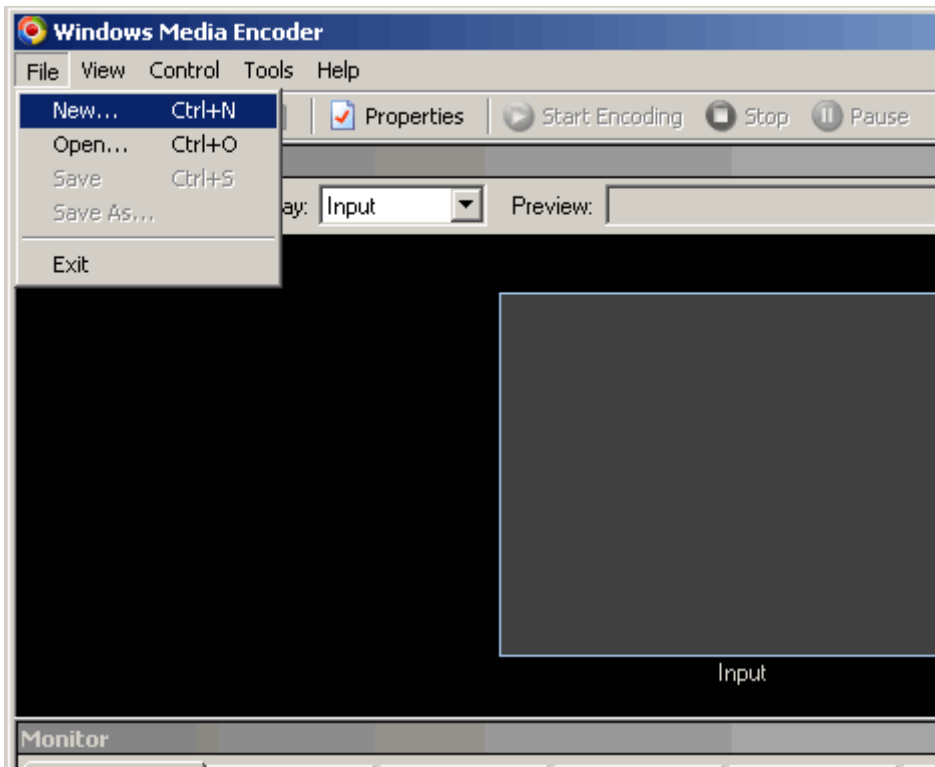 Windows Media Encoder
File View Control Tools Help
New... Ctrl+N
Properties Start Encoding Stop Pause
Open... Ctrl+O
Save Ctrl+S
Save As...
Input Preview:
Exit
Input
Monitor